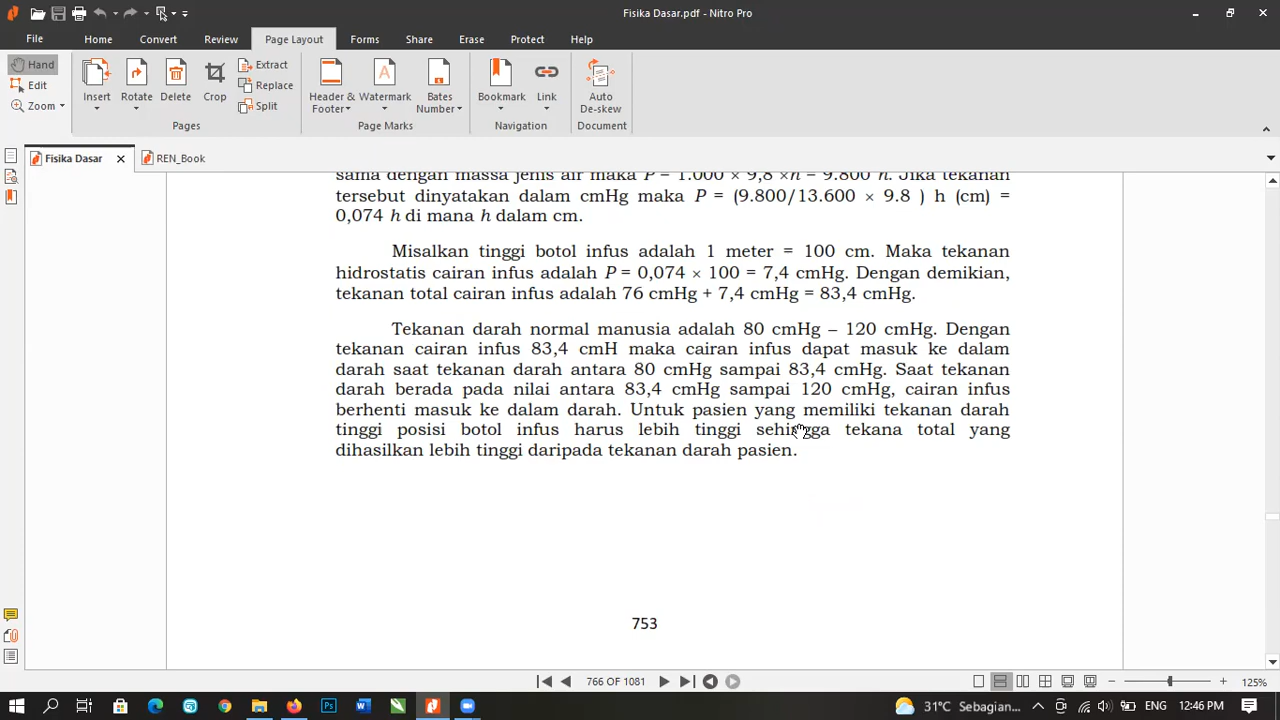 Fisika Dasar.pdf - Nitro Pro
File Home Convert Review Page Layout Forms Share Erase Protect Help
Hand
Edit
Zoom
Insert Rotate Delete Crop
Extract
Replace
Split
Pages
Header & Footer
Watermark
Bates Number
Page Marks
Bookmark Link
Navigation
Auto De-skew
Document
Fisika Dasar REN_Book
sama dengan massa jenis air maka P = 1.000 × 9,8 ×h = 9.800 h. Jika tekanan
tersebut dinyatakan dalam cmHg maka P = (9.800/13.600 × 9.8 ) h (cm) =
0,074 h di mana h dalam cm.
Misalkan tinggi botol infus adalah 1 meter = 100 cm. Maka tekanan
hidrostatis cairan infus adalah P = 0,074 × 100 = 7,4 cmHg. Dengan demikian,
tekanan total cairan infus adalah 76 cmHg + 7,4 cmHg = 83,4 cmHg.
Tekanan darah normal manusia adalah 80 cmHg – 120 cmHg. Dengan
tekanan cairan infus 83,4 cmH maka cairan infus dapat masuk ke dalam
darah saat tekanan darah antara 80 cmHg sampai 83,4 cmHg. Saat tekanan
darah berada pada nilai antara 83,4 cmHg sampai 120 cmHg, cairan infus
berhenti masuk ke dalam darah. Untuk pasien yang memiliki tekanan darah
tinggi posisi botol infus harus lebih tinggi sehingga tekana total yang
dihasilkan lebih tinggi daripada tekanan darah pasien.
753
766 OF 1081
125%
31°C Sebagian... ENG 12:46 PM